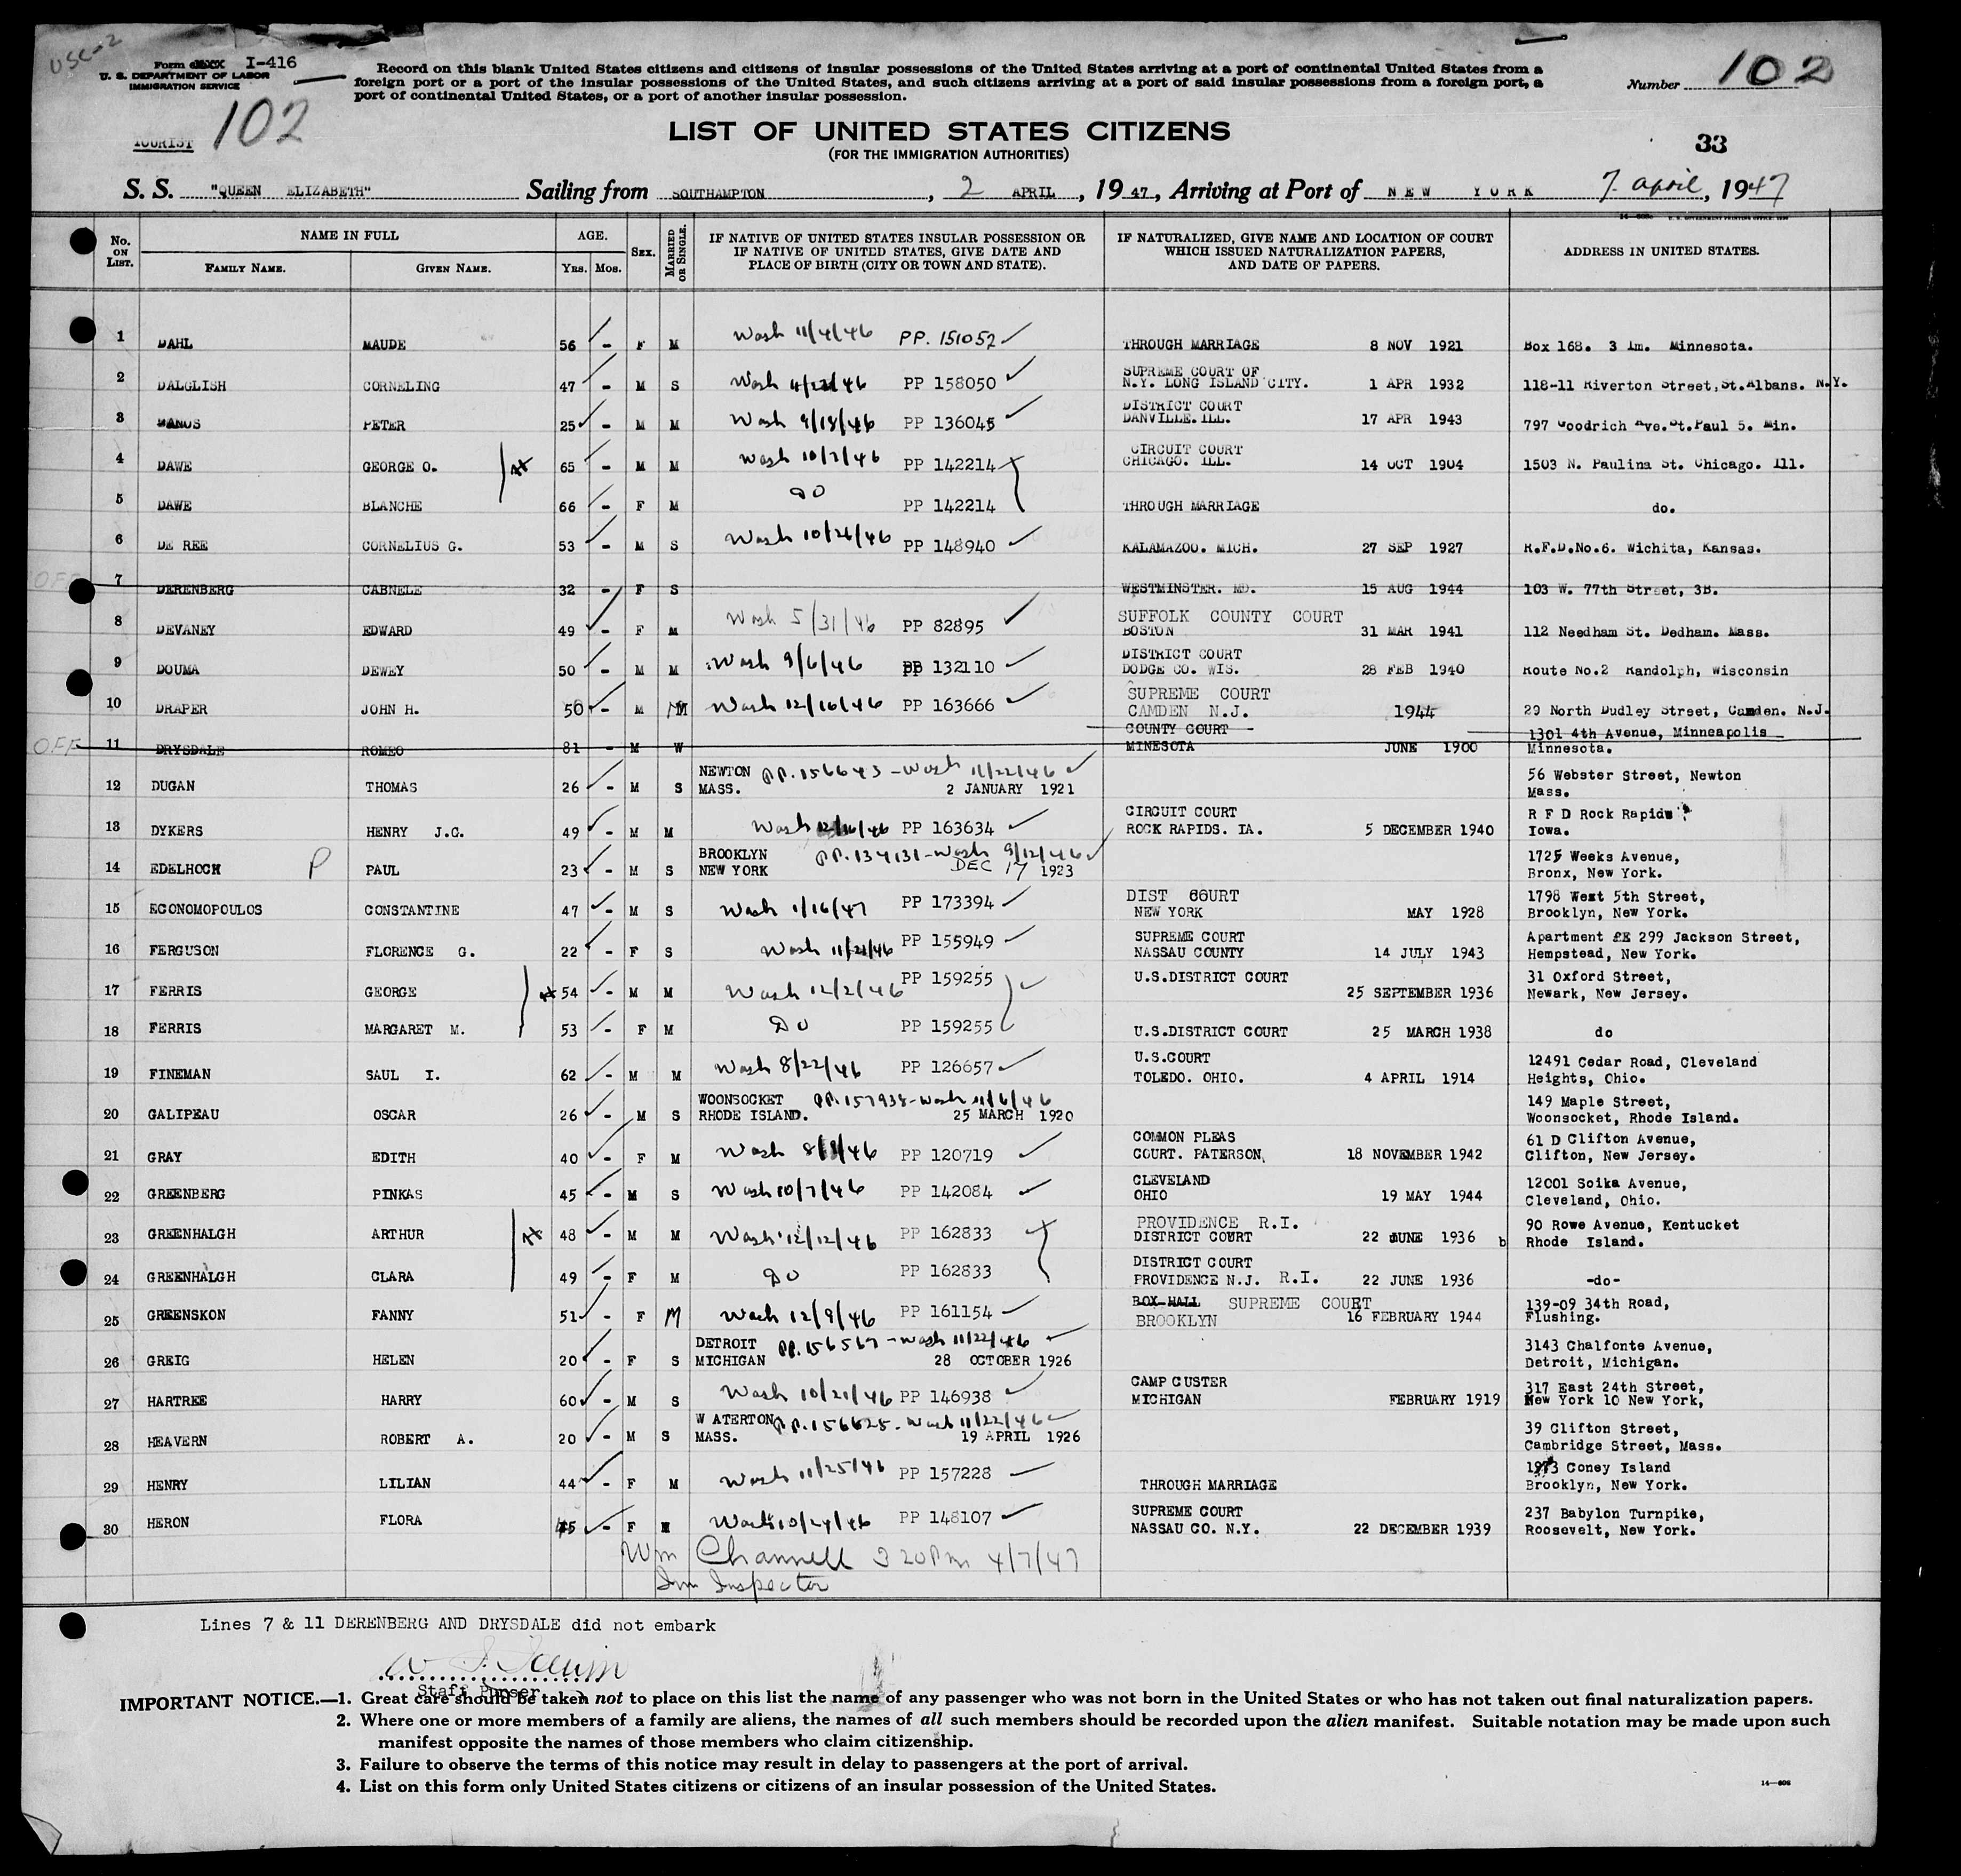 USC-2
Form I-416
U. S. DEPARTMENT OF LABOR
IMMIGRATION SERVICE
Record on this blank United States citizens and citizens of insular possessions of the United States arriving at a port of continental United States from a
foreign port or a port of the insular possessions of the United States, and such citizens arriving at a port of said insular possessions from a foreign port, a
port of continental United States, or a port of another insular possession.
Number 102
102
TOURIST
LIST OF UNITED STATES CITIZENS
(FOR THE IMMIGRATION AUTHORITIES)
33
S. S. "QUEEN ELIZABETH" Sailing from SOUTHAMPTON, 2 APRIL, 1947, Arriving at Port of NEW YORK 7 April, 1947
No. ON LIST. NAME IN FULL FAMILY NAME. GIVEN NAME. AGE. YRS. MOS. SEX. MARRIED OR SINGLE. IF NATIVE OF UNITED STATES INSULAR POSSESSION OR IF NATIVE OF UNITED STATES, GIVE DATE AND PLACE OF BIRTH (CITY OR TOWN AND STATE). IF NATURALIZED, GIVE NAME AND LOCATION OF COURT WHICH ISSUED NATURALIZATION PAPERS, AND DATE OF PAPERS. ADDRESS IN UNITED STATES.
1 DAHL MAUDE 56 - F M Wash 11/4/46 PP. 151052 THROUGH MARRIAGE 8 NOV 1921 Box 168. 3 Lm. Minnesota.
2 DALGLISH CORNELING 47 - M S Wash 4/22/46 PP 158050 SUPREME COURT OF N.Y. LONG ISLAND CITY. 1 APR 1932 118-11 Riverton Street, St.Albans. N.Y.
3 MANOS PETER 25 - M M Wash 9/18/46 PP 136045 DISTRICT COURT DANVILLE.ILL. 17 APR 1943 797 Goodrich Ave.St.Paul 5. Min.
4 DAWE GEORGE O. 65 - M M Wash 10/7/46 PP 142214 CIRCUIT COURT CHICAGO. ILL. 14 OCT 1904 1503 N. Paulina St. Chicago. Ill.
5 DAWE BLANCHE 66 - F M DO PP 142214 THROUGH MARRIAGE do.
6 DE REE CORNELIUS G. 53 - M S Wash 10/26/46 PP 148940 KALAMAZOO. MICH. 27 SEP 1927 R.F.D.No.6. Wichita, Kansas.
OFF 7 DERENBERG CABNELE 32 - F S WESTMINSTER. MD. 15 AUG 1944 103 W. 77th Street, 3B.
8 DEVANEY EDWARD 49 - F M Wash 5/31/46 PP 82895 SUFFOLK COUNTY COURT BOSTON 31 MAR 1941 112 Needham St. Dedham. Mass.
9 DOUMA DEWEY 50 - M M Wash 9/6/46 PP 132110 DISTRICT COURT DODGE CO. WIS. 28 FEB 1940 Route No.2 Randolph, Wisconsin
10 DRAPER JOHN H. 50 - M M Wash 12/16/46 PP 163666 SUPREME COURT CAMDEN N.J. 1944 29 North Dudley Street, Camden. N.J.
OFF 11 DRYSDALE ROMEO 81 - M W COUNTY COURT MINESOTA JUNE 1900 1301 4th Avenue, Minneapolis Minnesota.
12 DUGAN THOMAS 26 - M S NEWTON MASS. PP.156643 - Wash 11/22/46 2 JANUARY 1921 56 Webster Street, Newton Mass.
13 DYKERS HENRY J.C. 49 - M M Wash 12/16/46 PP 163634 CIRCUIT COURT ROCK RAPIDS. IA. 5 DECEMBER 1940 R F D Rock Rapids Iowa.
14 EDELHOCH P PAUL 23 - M S BROOKLYN NEW YORK PP.134131 - Wash 9/12/46 DEC 17 1923 1725 Weeks Avenue, Bronx, New York.
15 ECONOMOPOULOS CONSTANTINE 47 - M S Wash 1/16/47 PP 173394 DIST COURT NEW YORK MAY 1928 1798 West 5th Street, Brooklyn, New York.
16 FERGUSON FLORENCE G. 22 - F S Wash 11/21/46 PP 155949 SUPREME COURT NASSAU COUNTY 14 JULY 1943 Apartment 299 Jackson Street, Hempstead, New York.
17 FERRIS GEORGE 54 - M M Wash 12/2/46 PP 159255 U.S.DISTRICT COURT 25 SEPTEMBER 1936 31 Oxford Street, Newark, New Jersey.
18 FERRIS MARGARET M. 53 - F M DO PP 159255 U.S.DISTRICT COURT 25 MARCH 1938 do
19 FINEMAN SAUL I. 62 - M M Wash 8/22/46 PP 126657 U.S.COURT TOLEDO. OHIO. 4 APRIL 1914 12491 Cedar Road, Cleveland Heights, Ohio.
20 GALIPEAU OSCAR 26 - M S WOONSOCKET RHODE ISLAND. PP.157938 - Wash 11/6/46 25 MARCH 1920 149 Maple Street, Woonsocket, Rhode Island.
21 GRAY EDITH 40 - F M Wash PP 120719 COMMON PLEAS COURT. PATERSON, 18 NOVEMBER 1942 61 D Clifton Avenue, Clifton, New Jersey.
22 GREENBERG PINKAS 45 - M S Wash 10/7/46 PP 142084 CLEVELAND OHIO 19 MAY 1944 12001 Soika Avenue, Cleveland, Ohio.
23 GREENHALGH ARTHUR 48 - M M Wash 12/12/46 PP 162833 PROVIDENCE R.I. DISTRICT COURT 22 JUNE 1936 b 90 Rowe Avenue, Kentucket Rhode Island.
24 GREENHALGH CLARA 49 - F M DO PP 162833 DISTRICT COURT PROVIDENCE N.J. R.I. 22 JUNE 1936 -do-
25 GREENSKON FANNY 51 - F M Wash 12/9/46 PP 161154 BOX HALL SUPREME COURT BROOKLYN 16 FEBRUARY 1944 139-09 34th Road, Flushing.
26 GREIG HELEN 20 - F S DETROIT MICHIGAN PP.156567 - Wash 11/22/46 28 OCTOBER 1926 3143 Chalfonte Avenue, Detroit, Michigan.
27 HARTREE HARRY 60 - M S Wash 10/21/46 PP 146938 CAMP CUSTER MICHIGAN FEBRUARY 1919 317 East 24th Street, New York 10 New York,
28 HEAVERN ROBERT A. 20 - M S WATERTON MASS. PP.156625 - Wash 11/22/46 19 APRIL 1926 39 Clifton Street, Cambridge Street, Mass.
29 HENRY LILIAN 44 - F M Wash 11/25/46 PP 157228 THROUGH MARRIAGE 1973 Coney Island Brooklyn, New York.
30 HERON FLORA 45 - F M Wash 10/24/46 PP 148107 SUPREME COURT NASSAU CO. N.Y. 22 DECEMBER 1939 237 Babylon Turnpike, Roosevelt, New York.
Wm Channell 3 20 Pm 4/7/47
Imm Inspector
Lines 7 & 11 DERENBERG AND DRYSDALE did not embark
Staff Purser
IMPORTANT NOTICE.—1. Great care should be taken not to place on this list the name of any passenger who was not born in the United States or who has not taken out final naturalization papers.
2. Where one or more members of a family are aliens, the names of all such members should be recorded upon the alien manifest. Suitable notation may be made upon such
manifest opposite the names of those members who claim citizenship.
3. Failure to observe the terms of this notice may result in delay to passengers at the port of arrival.
4. List on this form only United States citizens or citizens of an insular possession of the United States.
14—608